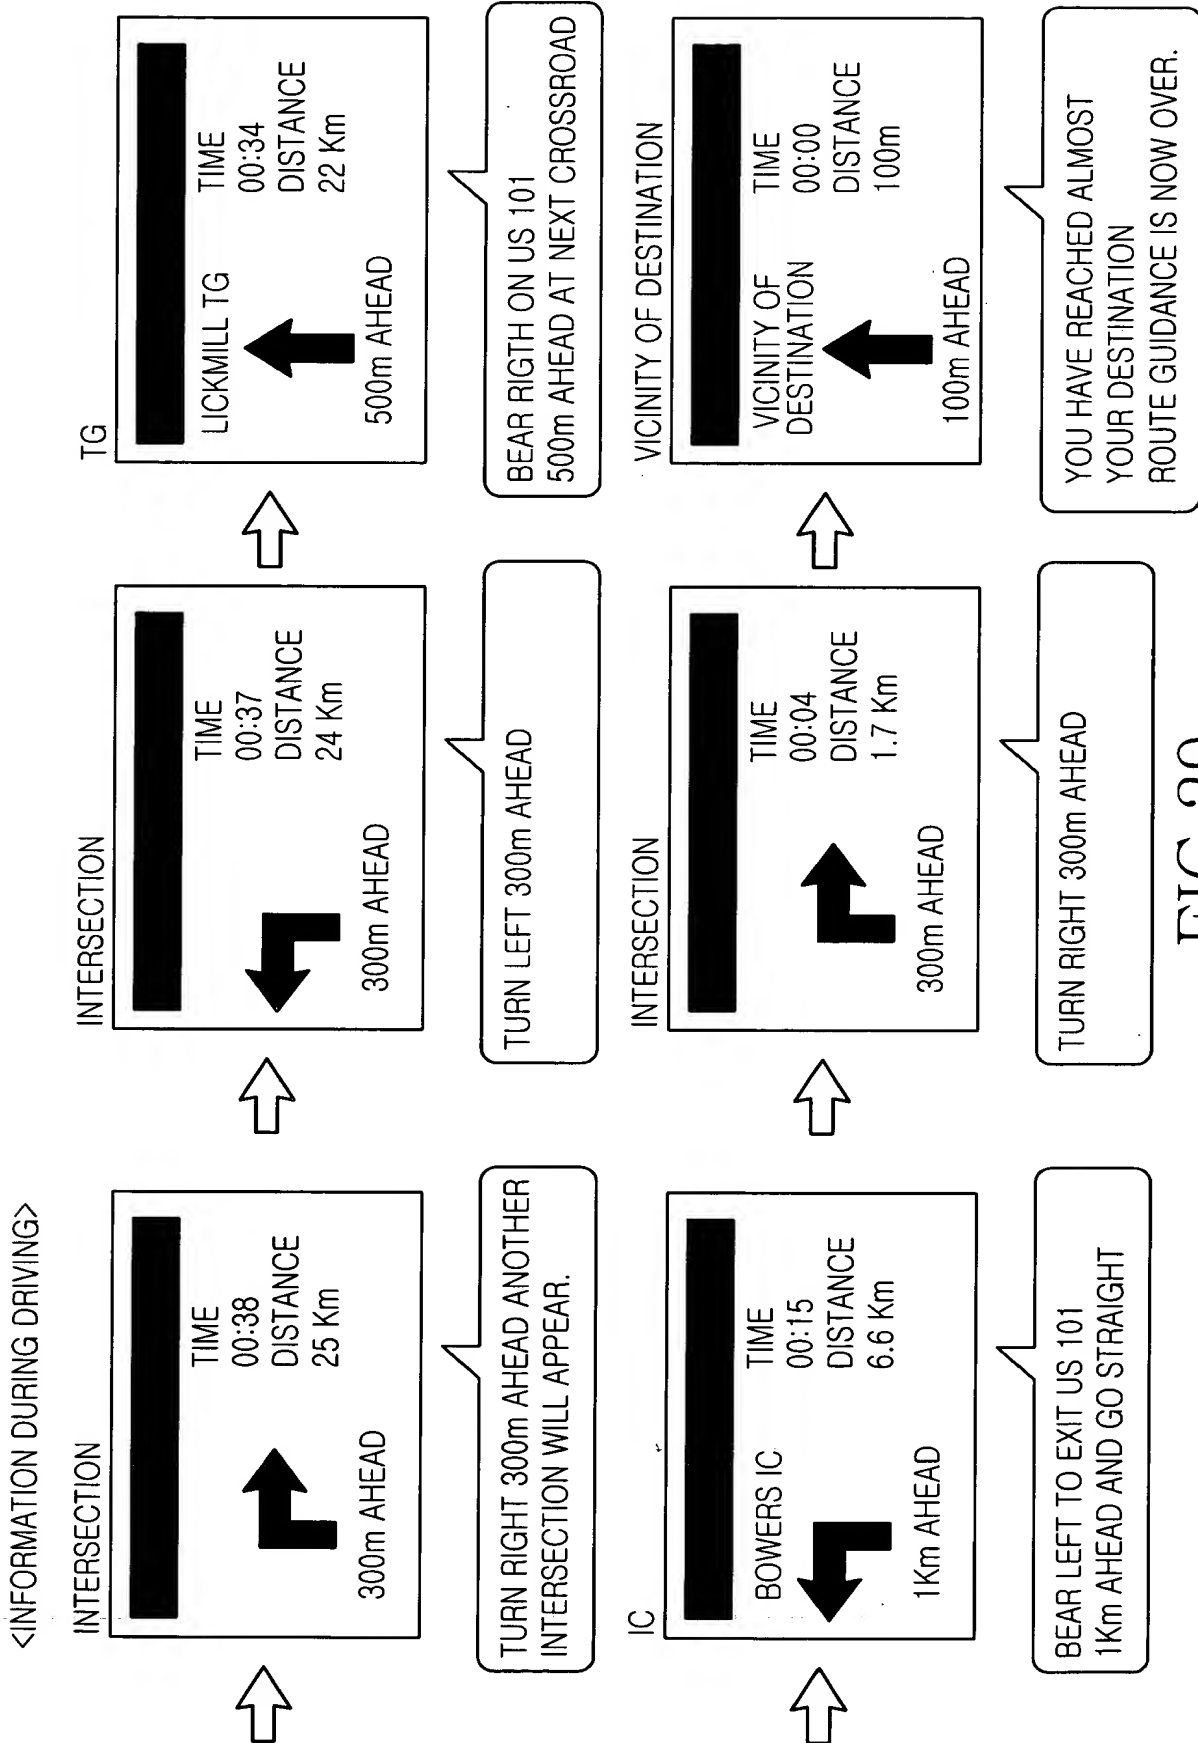 <INFORMATION DURING DRIVING>
INTERSECTION
TIME
00:38
DISTANCE
25 Km
300m AHEAD
TURN RIGHT 300m AHEAD ANOTHER
INTERSECTION WILL APPEAR.
INTERSECTION
TIME
00:37
DISTANCE
24 Km
300m AHEAD
TURN LEFT 300m AHEAD
TG
LICKMILL TG
TIME
00:34
DISTANCE
22 Km
500m AHEAD
BEAR RIGTH ON US 101
500m AHEAD AT NEXT CROSSROAD
IC
BOWERS IC
TIME
00:15
DISTANCE
6.6 Km
1Km AHEAD
BEAR LEFT TO EXIT US 101
1Km AHEAD AND GO STRAIGHT
INTERSECTION
TIME
00:04
DISTANCE
1.7 Km
300m AHEAD
TURN RIGHT 300m AHEAD
VICINITY OF DESTINATION
VICINITY OF
DESTINATION
TIME
00:00
DISTANCE
100m
100m AHEAD
YOU HAVE REACHED ALMOST
YOUR DESTINATION
ROUTE GUIDANCE IS NOW OVER.